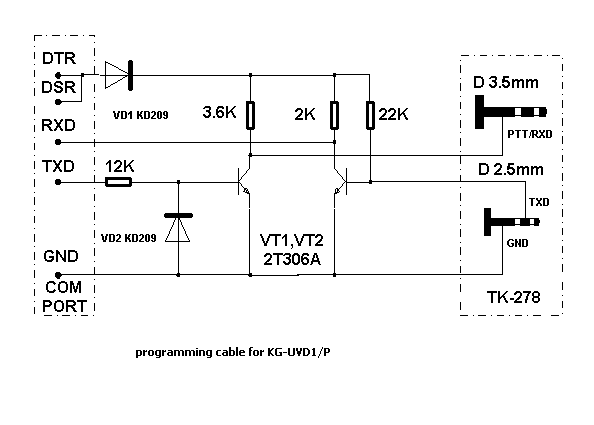 DTR
DSR
RXD
TXD
GND
COM
PORT
VD1 KD209
3.6K
2K
22K
12K
VD2 KD209
VT1,VT2
2T306A
D 3.5mm
PTT/RXD
D 2.5mm
TXD
GND
TK-278
programming cable for KG-UVD1/P